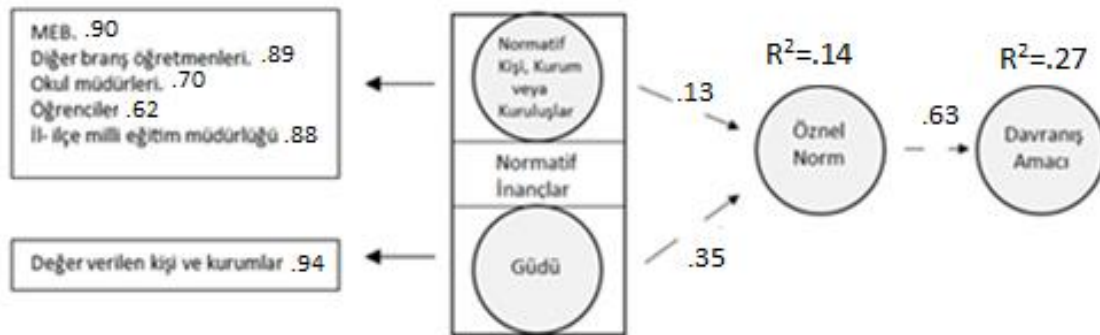 MEB. .90
Diğer branş öğretmenleri. .89
Okul müdürleri. .70
Öğrenciler .62
İl- ilçe milli eğitim müdürlüğü .88
Değer verilen kişi ve kurumlar .94
Normatif
Kişi, Kurum
veya
Kuruluşlar
Normatif
İnançlar
Güdü
.13
.35
R²=.14
Öznel
Norm
.63
R²=.27
Davranış
Amacı